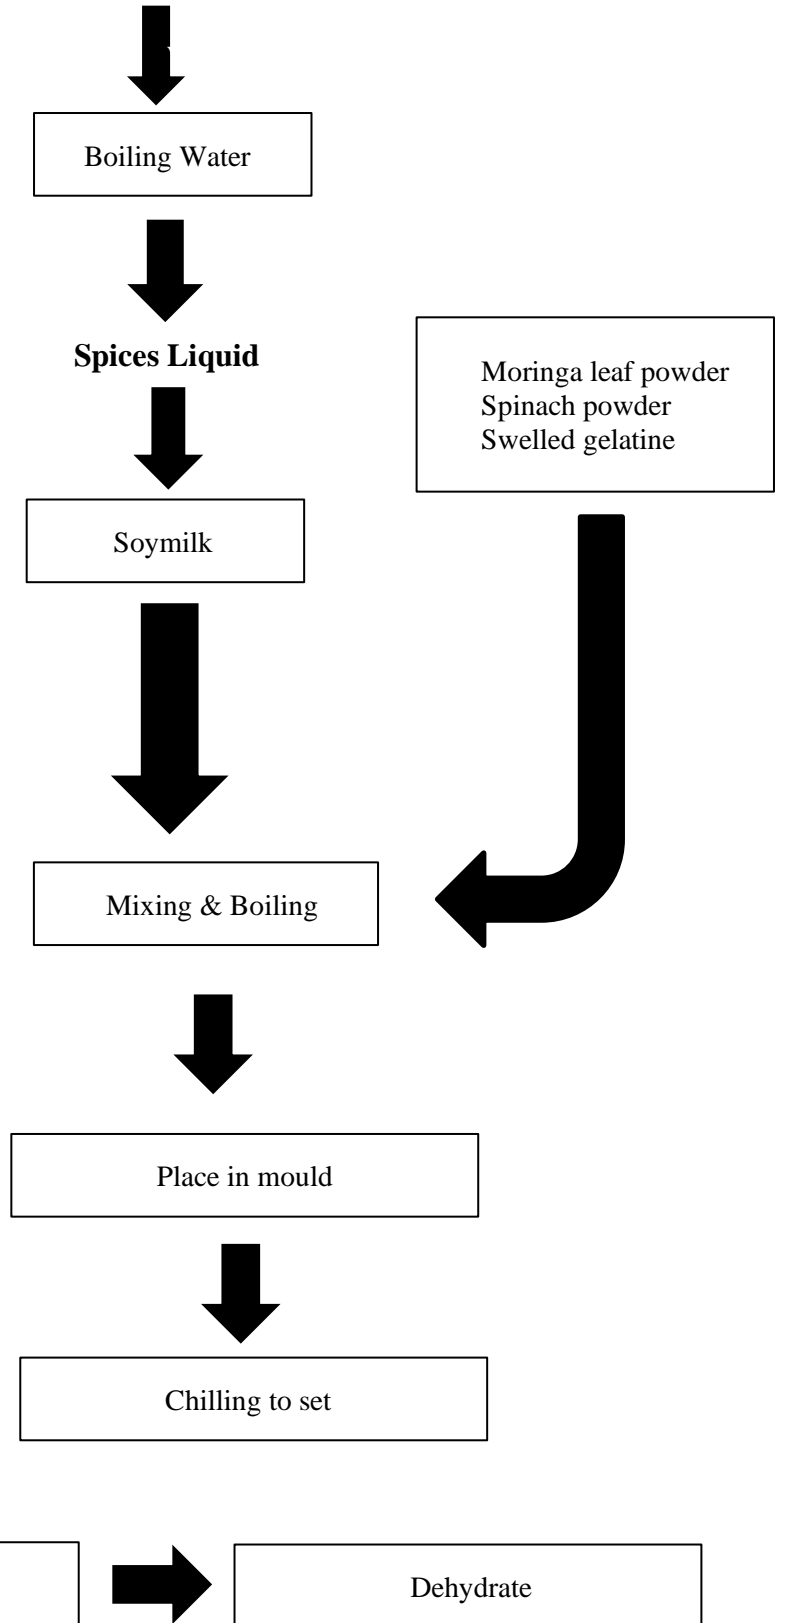 Boiling Water
Spices Liquid
Moringa leaf powder
Spinach powder
Swelled gelatine
Soymilk
Mixing & Boiling
Place in mould
Chilling to set
Dehydrate